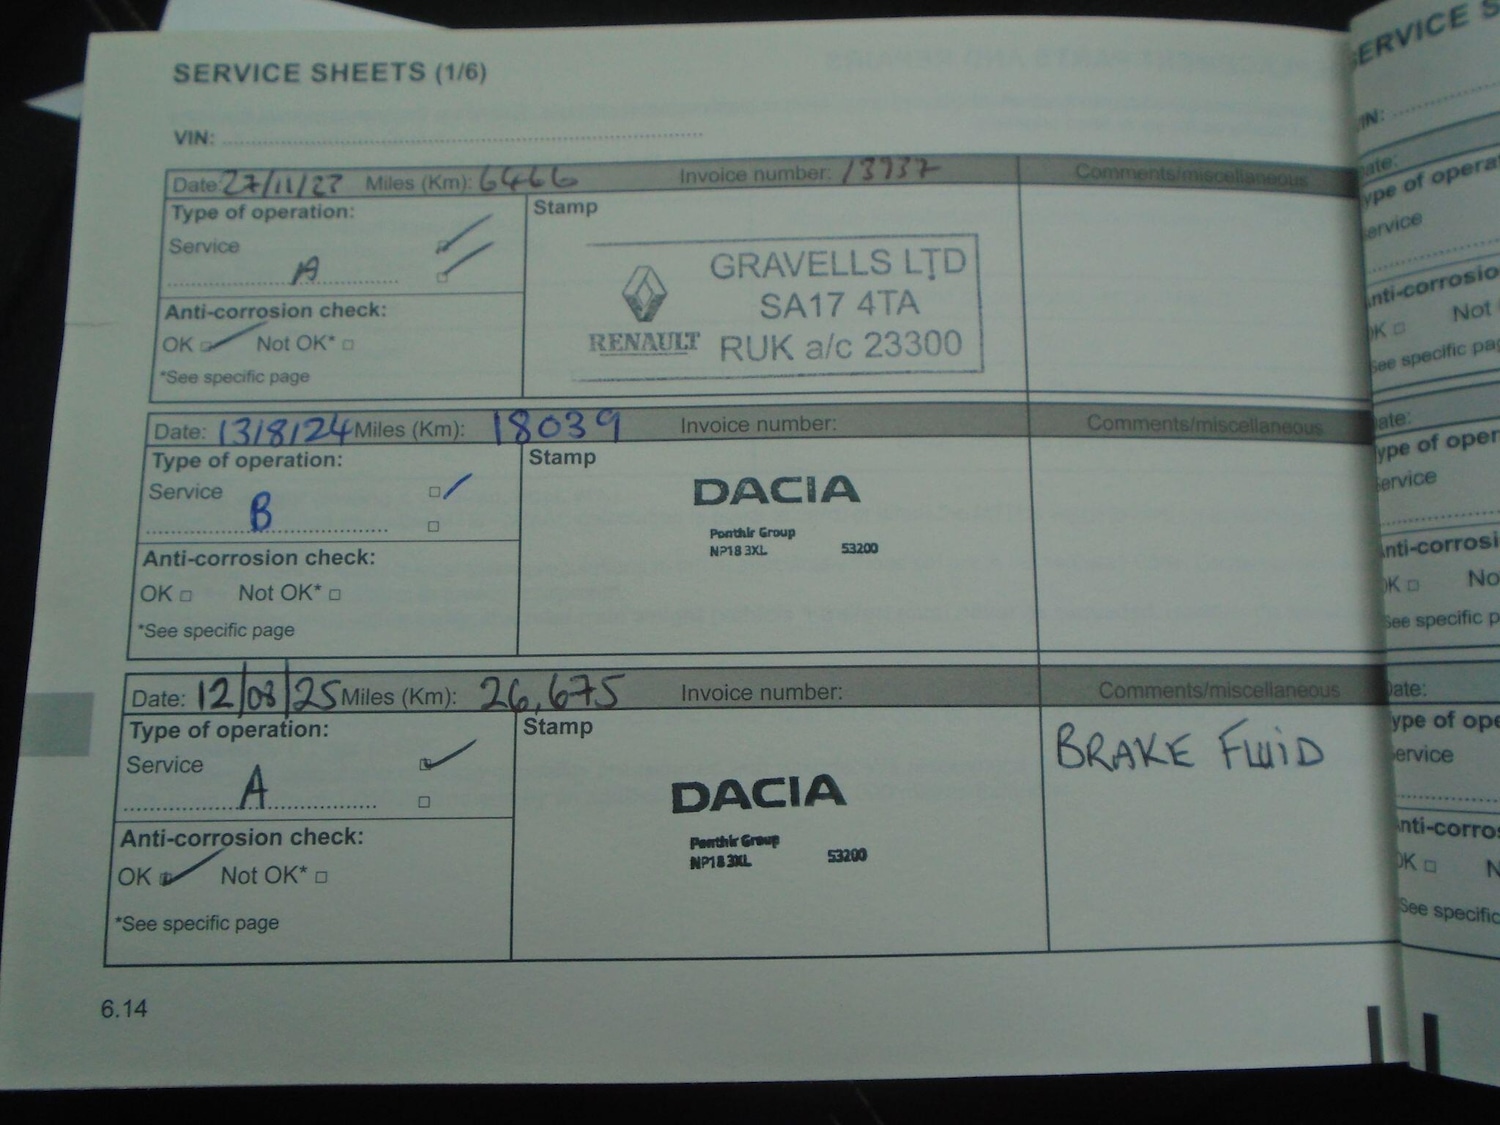 SERVICE SHEETS (1/6)
VIN:
Date: 27/11/23 Miles (Km): 6466 Invoice number: 13937 Comments/miscellaneous
Type of operation:
Service
A
Anti-corrosion check:
OK Not OK*
*See specific page
Stamp
GRAVELLS LTD
SA17 4TA
RENAULT RUK a/c 23300
Date: 13/8/24 Miles (Km): 18039 Invoice number: Comments/miscellaneous
Type of operation:
Service
B
Anti-corrosion check:
OK Not OK*
*See specific page
Stamp
DACIA
Ponthir Group
NP18 3XL 53200
Date: 12/08/25 Miles (Km): 26,675 Invoice number: Comments/miscellaneous
Type of operation:
Service
A
Anti-corrosion check:
OK Not OK*
*See specific page
Stamp
DACIA
Ponthir Group
NP18 3XL 53200
BRAKE FLUID
6.14
SERVICE S